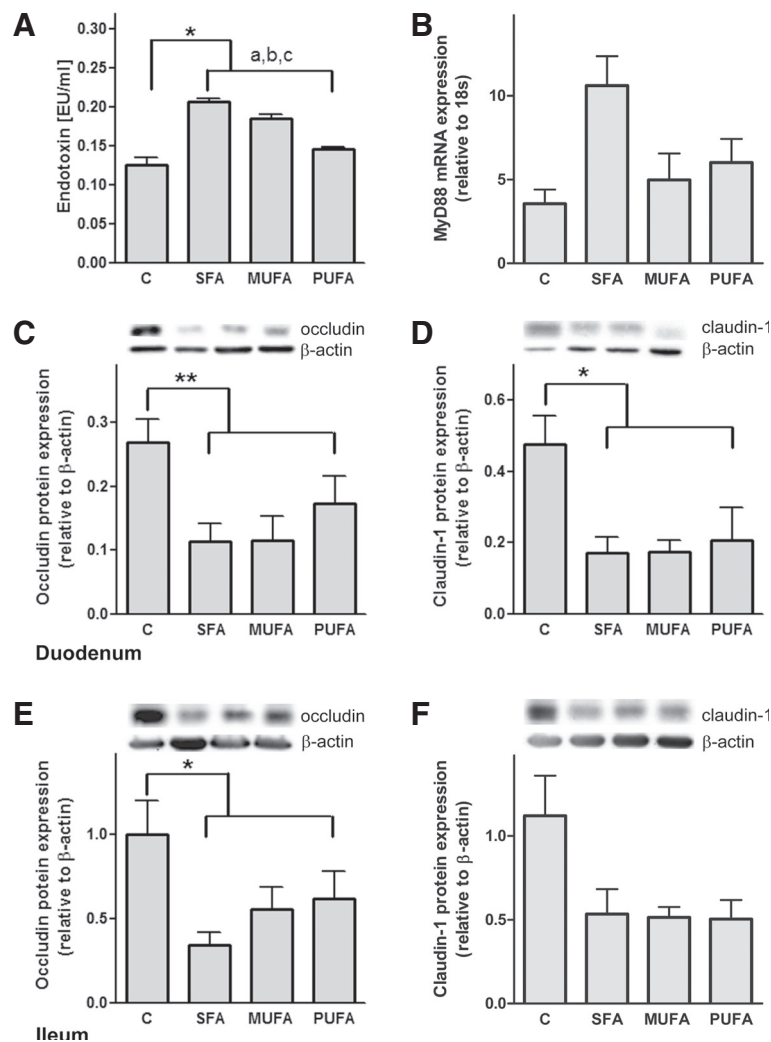 A
Endotoxin [EU/ml]
0.30
0.25
0.20
0.15
0.10
0.05
0.00
*
a,b,c
C SFA MUFA PUFA
B
MyD88 mRNA expression
(relative to 18s)
10
5
0
C SFA MUFA PUFA
C
occludin
β-actin
Occludin protein expression
(relative to β-actin)
0.3
0.2
0.1
0.0
**
C SFA MUFA PUFA
Duodenum
D
claudin-1
β-actin
Claudin-1 protein expression
(relative to β-actin)
0.6
0.4
0.2
0.0
*
C SFA MUFA PUFA
E
occludin
β-actin
Occludin potein expression
(relative to β-actin)
1.0
0.5
0.0
*
C SFA MUFA PUFA
Ileum
F
claudin-1
β-actin
Claudin-1 protein expression
(relative to β-actin)
1.0
0.5
0.0
C SFA MUFA PUFA